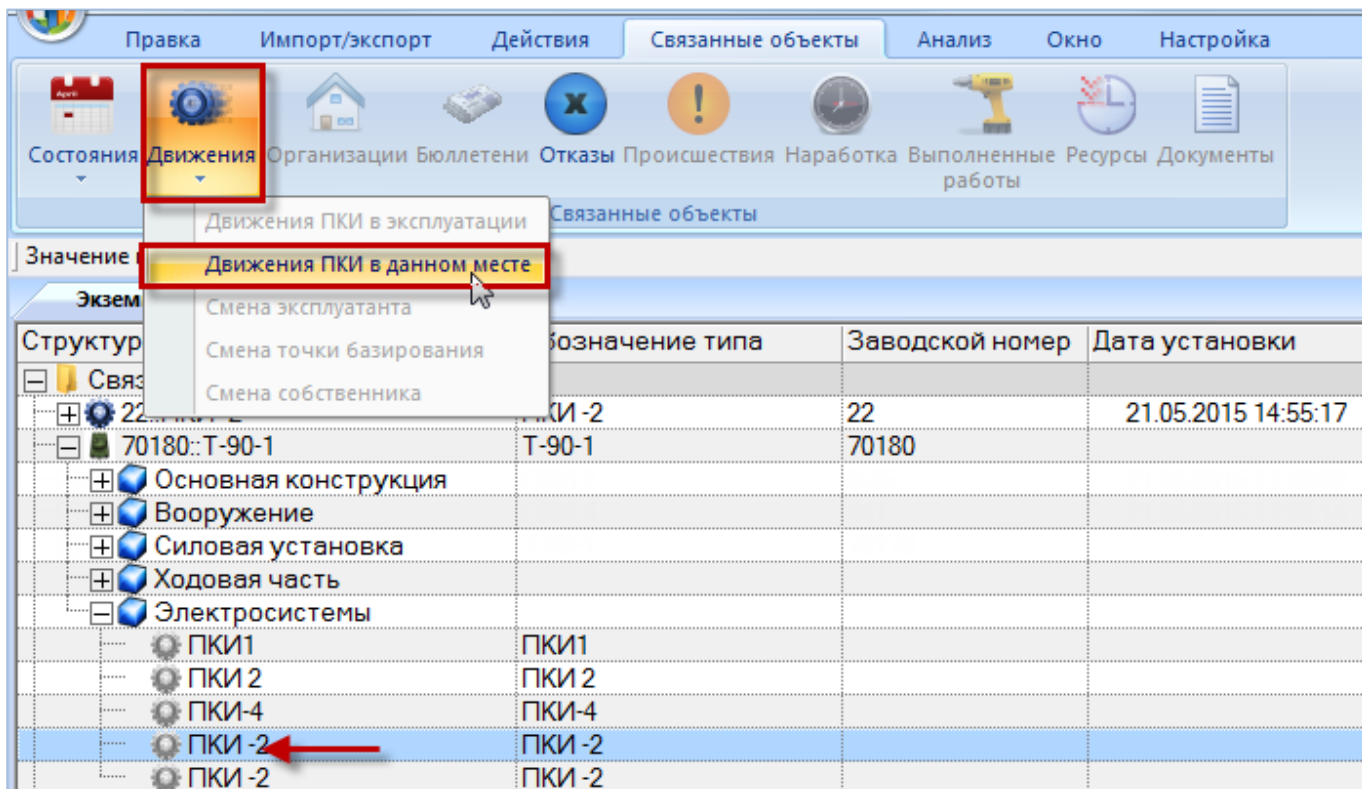 Правка Импорт/экспорт Действия Связанные объекты Анализ Окно Настройка
April
Состояния Движения Организации Бюллетени Отказы Происшествия Наработка Выполненные работы Ресурсы Документы
Движения ПКИ в эксплуатации
Связанные объекты
Значение
Движения ПКИ в данном месте
Экзем
Смена эксплуатанта
Структур означение типа Заводской номер Дата установки
Смена точки базирования
Связ
Смена собственника
22 ПКИ -2 22 21.05.2015 14:55:17
70180::Т-90-1 Т-90-1 70180
Основная конструкция
Вооружение
Силовая установка
Ходовая часть
Электросистемы
ПКИ1 ПКИ1
ПКИ 2 ПКИ 2
ПКИ-4 ПКИ-4
ПКИ -2 ПКИ -2
ПКИ -2 ПКИ -2